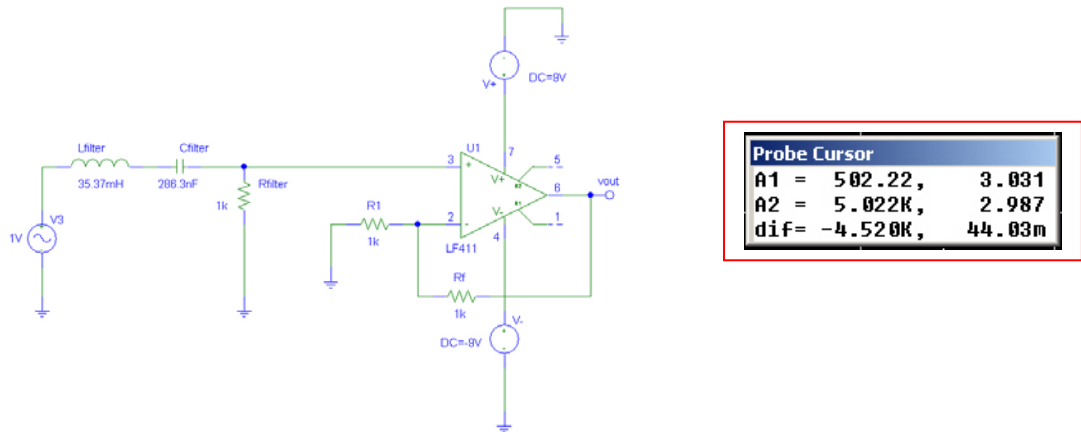 DC=9V
V+
Lfilter
35.37mH
Cfilter
286.3nF
Rfilter
1k
V3
1V
U1
3
+
7
V+
5
6
vout
2
-
V-
4
1
LF411
R1
1k
Rf
1k
V-
DC=-9V
Probe Cursor
A1 = 502.22, 3.031
A2 = 5.022K, 2.987
dif= -4.520K, 44.03m